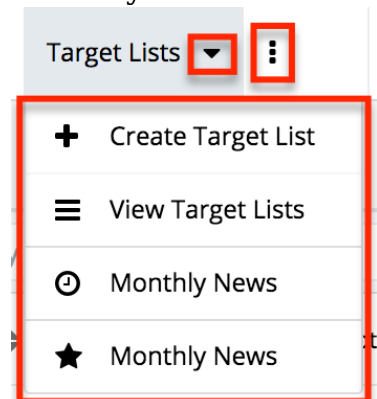 Target Lists
Create Target List
View Target Lists
Monthly News
Monthly News